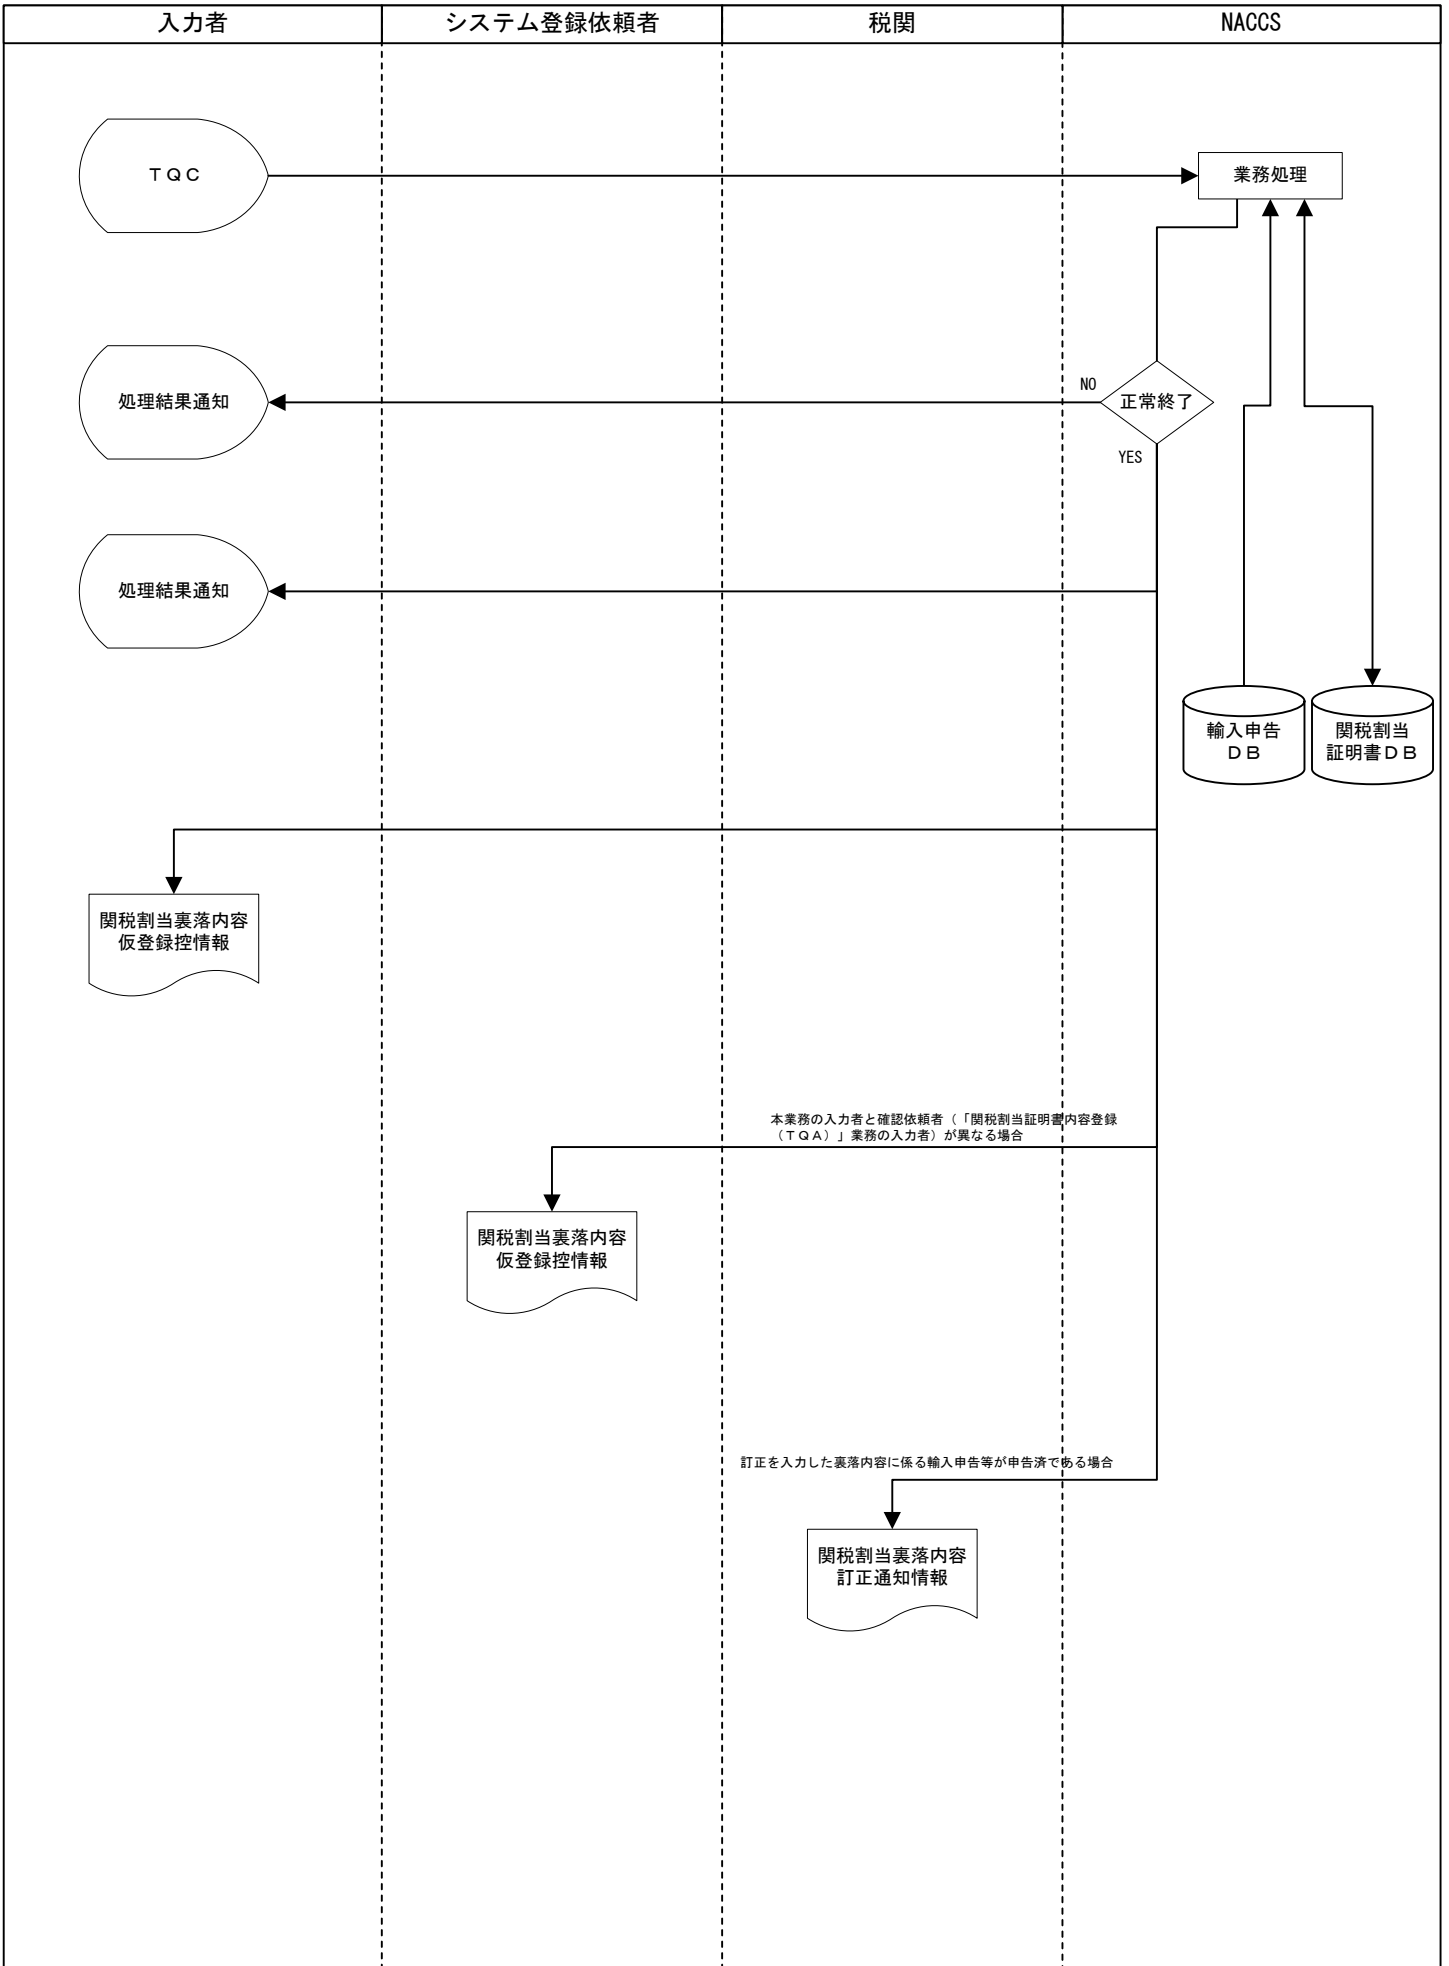 入力者
システム登録依頼者
税関
NACCS
ＴＱＣ
業務処理
処理結果通知
NO
正常終了
YES
処理結果通知
輸入申告
ＤＢ
関税割当
証明書ＤＢ
関税割当裏落内容
仮登録控情報
本業務の入力者と確認依頼者（「関税割当証明書内容登録
（ＴＱＡ）」業務の入力者）が異なる場合
関税割当裏落内容
仮登録控情報
訂正を入力した裏落内容に係る輸入申告等が申告済である場合
関税割当裏落内容
訂正通知情報